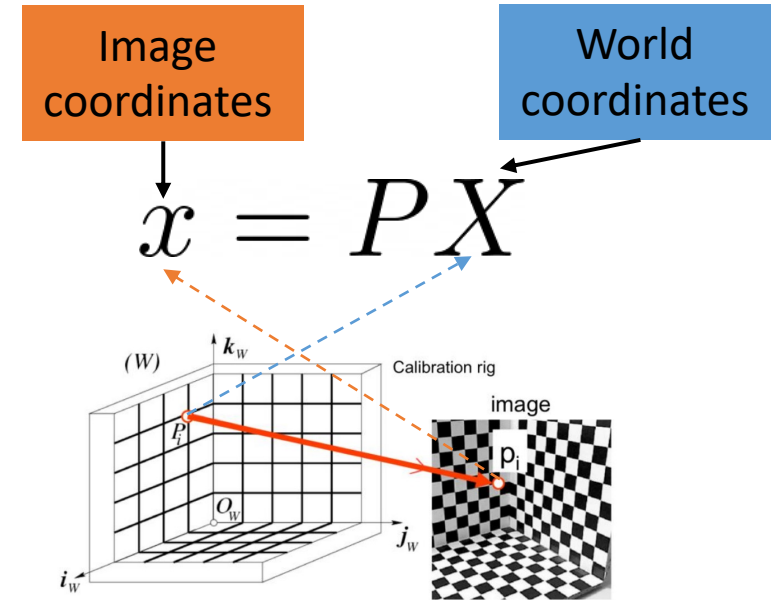 Image
coordinates
World
coordinates
x = PX
(W)
k_W
Calibration rig
image
P_i
p_i
O_W
j_W
i_W